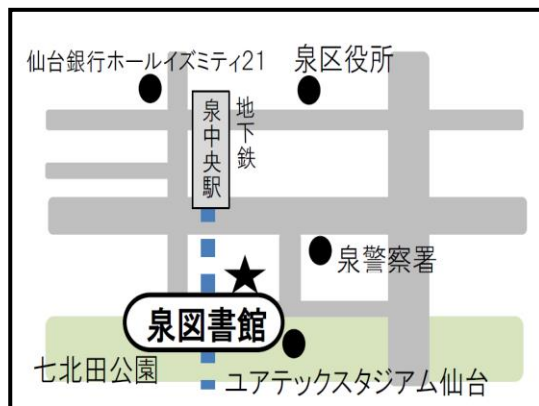 仙台銀行ホールイズミティ21
泉区役所
泉中央駅
地下鉄
泉警察署
泉図書館
七北田公園
ユアテックスタジアム仙台